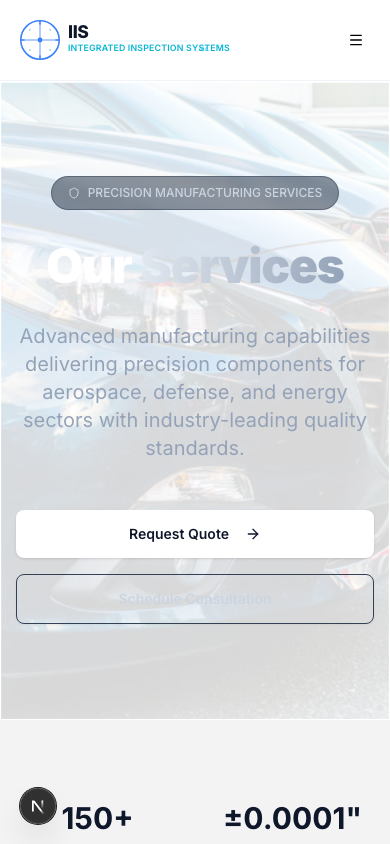 IIS
INTEGRATED INSPECTION SYSTEMS
PRECISION MANUFACTURING SERVICES
Our Services
Advanced manufacturing capabilities
delivering precision components for
aerospace, defense, and energy
sectors with industry-leading quality
standards.
Request Quote
Schedule Consultation
N
150+
±0.0001"